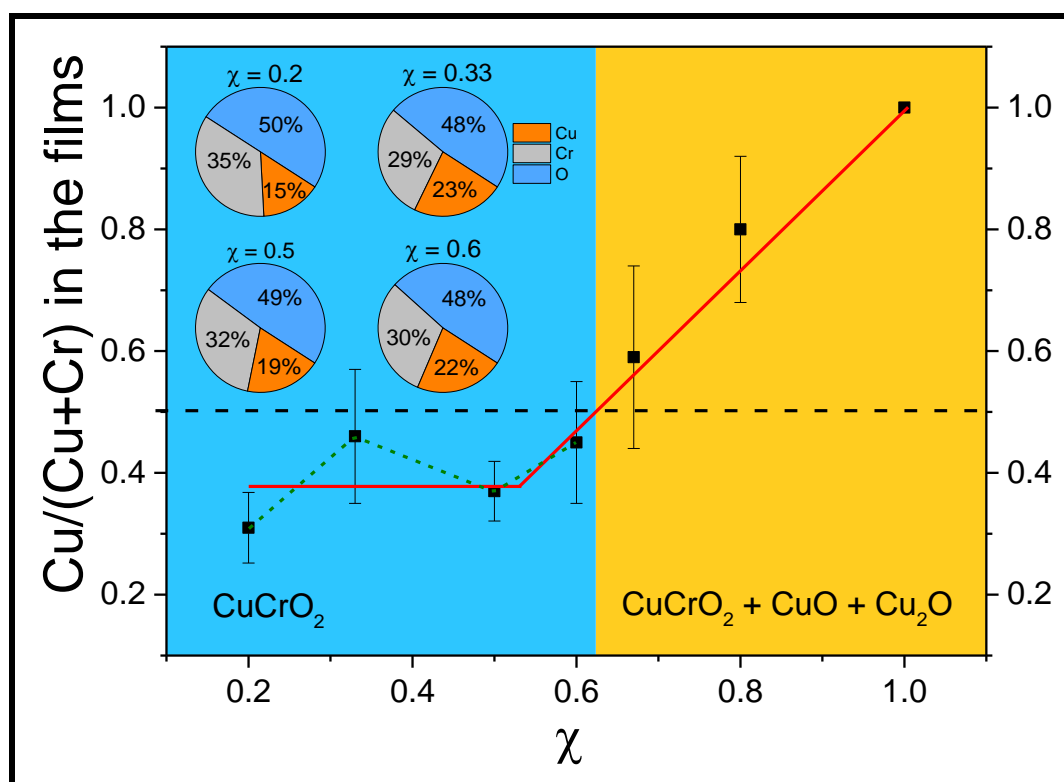 χ = 0.2
χ = 0.33
50%
35%
15%
48%
29%
23%
Cu
Cr
O
χ = 0.5
χ = 0.6
49%
32%
19%
48%
30%
22%
Cu/(Cu+Cr) in the films
1.0
0.8
0.6
0.4
0.2
1.0
0.8
0.6
0.4
0.2
CuCrO₂
CuCrO₂ + CuO + Cu₂O
0.2 0.4 0.6 0.8 1.0
χ